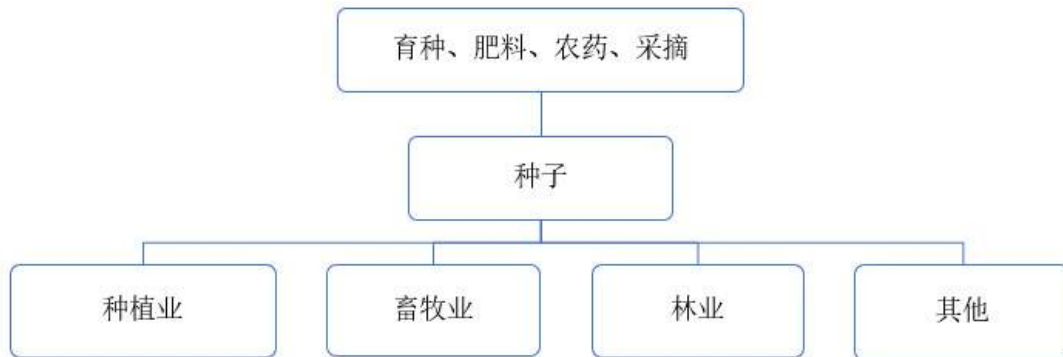 育种、肥料、农药、采摘
种子
种植业
畜牧业
林业
其他